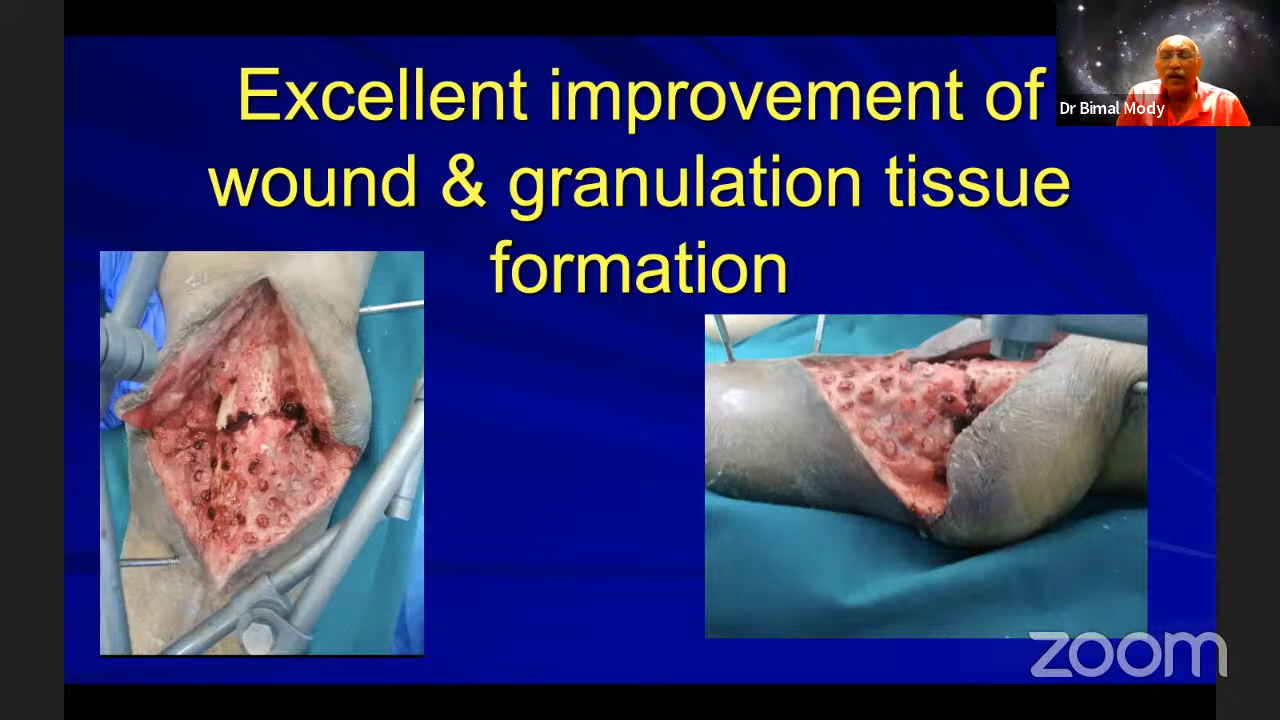 Excellent improvement of
wound & granulation tissue
formation
Dr Bimal Mody
zoom